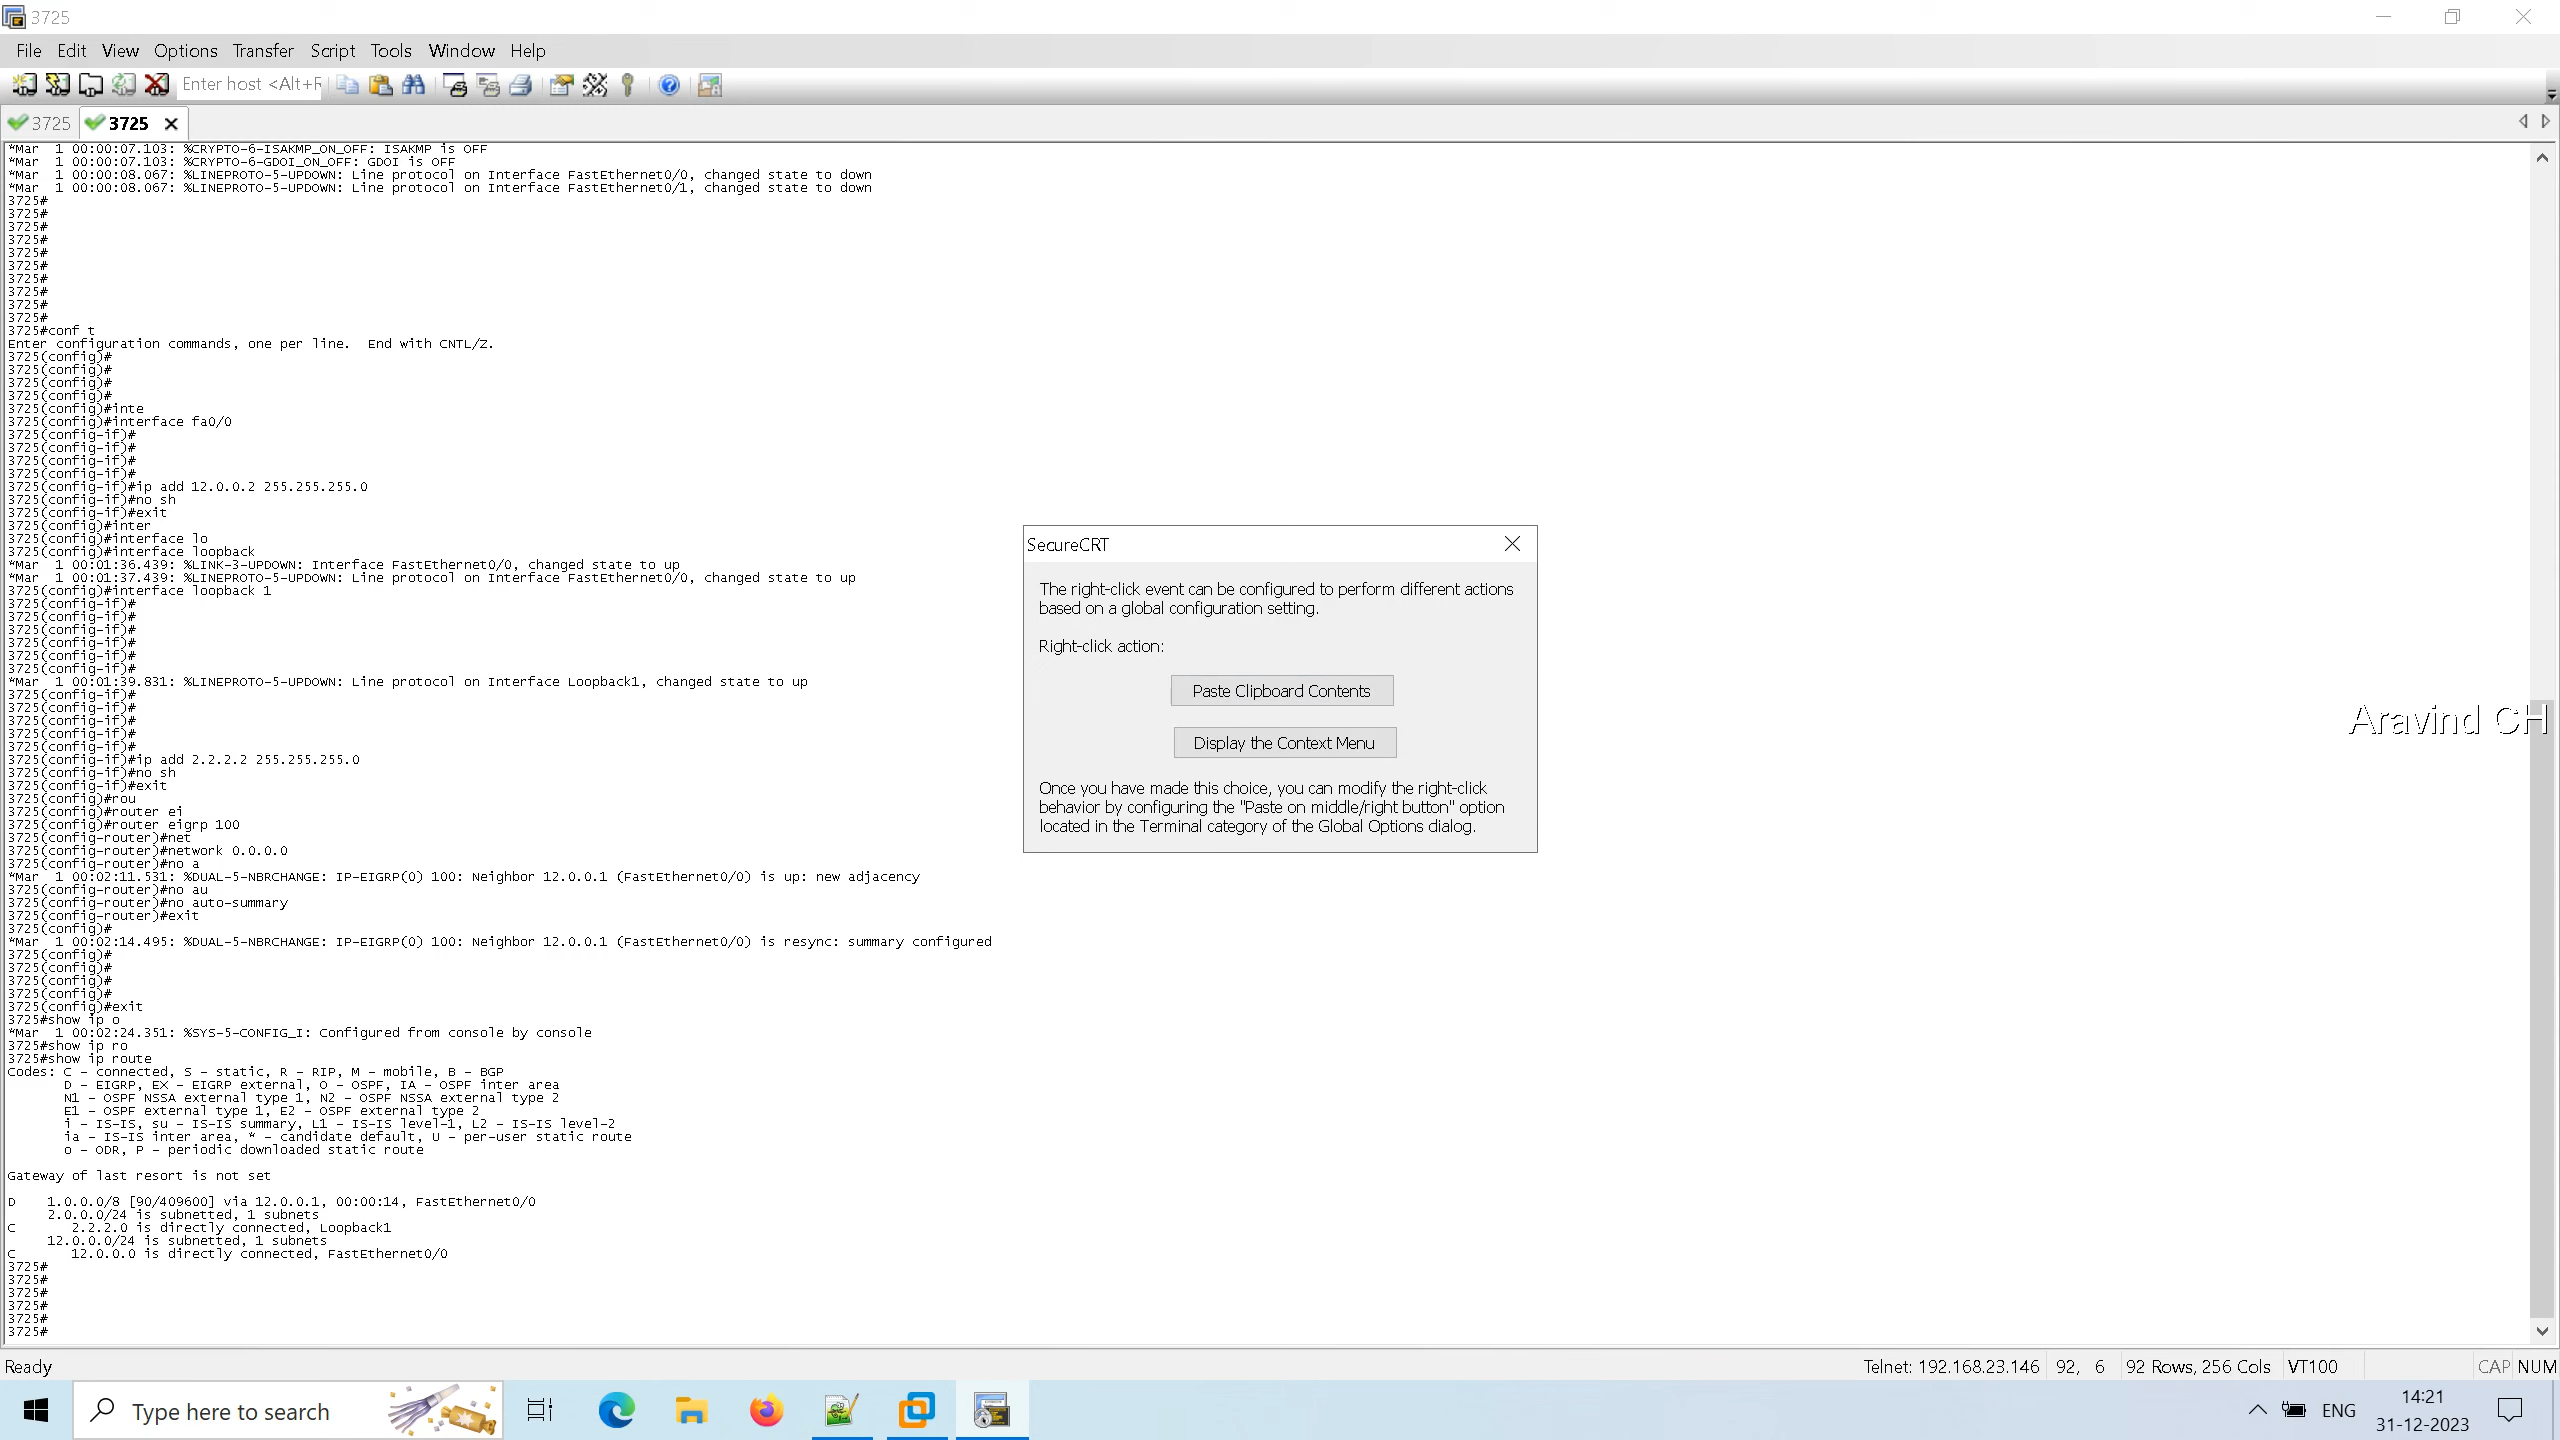 3725
File Edit View Options Transfer Script Tools Window Help
Enter host <Alt+R
3725 3725
*Mar  1 00:00:07.103: %CRYPTO-6-ISAKMP_ON_OFF: ISAKMP is OFF
*Mar  1 00:00:07.103: %CRYPTO-6-GDOI_ON_OFF: GDOI is OFF
*Mar  1 00:00:08.067: %LINEPROTO-5-UPDOWN: Line protocol on Interface FastEthernet0/0, changed state to down
*Mar  1 00:00:08.067: %LINEPROTO-5-UPDOWN: Line protocol on Interface FastEthernet0/1, changed state to down
3725#
3725#
3725#
3725#
3725#
3725#
3725#
3725#
3725#
3725#
3725#conf t
Enter configuration commands, one per line.  End with CNTL/Z.
3725(config)#
3725(config)#
3725(config)#
3725(config)#
3725(config)#inte
3725(config)#interface fa0/0
3725(config-if)#
3725(config-if)#
3725(config-if)#
3725(config-if)#
3725(config-if)#ip add 12.0.0.2 255.255.255.0
3725(config-if)#no sh
3725(config-if)#exit
3725(config)#inter
3725(config)#interface lo
3725(config)#interface loopback
*Mar  1 00:01:36.439: %LINK-3-UPDOWN: Interface FastEthernet0/0, changed state to up
*Mar  1 00:01:37.439: %LINEPROTO-5-UPDOWN: Line protocol on Interface FastEthernet0/0, changed state to up
3725(config)#interface loopback 1
3725(config-if)#
3725(config-if)#
3725(config-if)#
3725(config-if)#
3725(config-if)#
3725(config-if)#
*Mar  1 00:01:39.831: %LINEPROTO-5-UPDOWN: Line protocol on Interface Loopback1, changed state to up
3725(config-if)#
3725(config-if)#
3725(config-if)#
3725(config-if)#
3725(config-if)#
3725(config-if)#ip add 2.2.2.2 255.255.255.0
3725(config-if)#no sh
3725(config-if)#exit
3725(config)#rou
3725(config)#router ei
3725(config)#router eigrp 100
3725(config-router)#net
3725(config-router)#network 0.0.0.0
3725(config-router)#no a
*Mar  1 00:02:11.531: %DUAL-5-NBRCHANGE: IP-EIGRP(0) 100: Neighbor 12.0.0.1 (FastEthernet0/0) is up: new adjacency
3725(config-router)#no au
3725(config-router)#no auto-summary
3725(config-router)#exit
3725(config)#
*Mar  1 00:02:14.495: %DUAL-5-NBRCHANGE: IP-EIGRP(0) 100: Neighbor 12.0.0.1 (FastEthernet0/0) is resync: summary configured
3725(config)#
3725(config)#
3725(config)#
3725(config)#
3725(config)#exit
3725#show ip o
*Mar  1 00:02:24.351: %SYS-5-CONFIG_I: Configured from console by console
3725#show ip ro
3725#show ip route
Codes: C - connected, S - static, R - RIP, M - mobile, B - BGP
D - EIGRP, EX - EIGRP external, O - OSPF, IA - OSPF inter area
N1 - OSPF NSSA external type 1, N2 - OSPF NSSA external type 2
E1 - OSPF external type 1, E2 - OSPF external type 2
i - IS-IS, su - IS-IS summary, L1 - IS-IS level-1, L2 - IS-IS level-2
ia - IS-IS inter area, * - candidate default, U - per-user static route
o - ODR, P - periodic downloaded static route
Gateway of last resort is not set
D    1.0.0.0/8 [90/409600] via 12.0.0.1, 00:00:14, FastEthernet0/0
2.0.0.0/24 is subnetted, 1 subnets
C       2.2.2.0 is directly connected, Loopback1
12.0.0.0/24 is subnetted, 1 subnets
C       12.0.0.0 is directly connected, FastEthernet0/0
3725#
3725#
3725#
3725#
3725#
3725#
SecureCRT
The right-click event can be configured to perform different actions
based on a global configuration setting.
Right-click action:
Paste Clipboard Contents
Display the Context Menu
Once you have made this choice, you can modify the right-click
behavior by configuring the "Paste on middle/right button" option
located in the Terminal category of the Global Options dialog.
Aravind CH
Ready Telnet: 192.168.23.146 92, 6 92 Rows, 256 Cols VT100 CAP NUM
Type here to search
ENG
14:21
31-12-2023